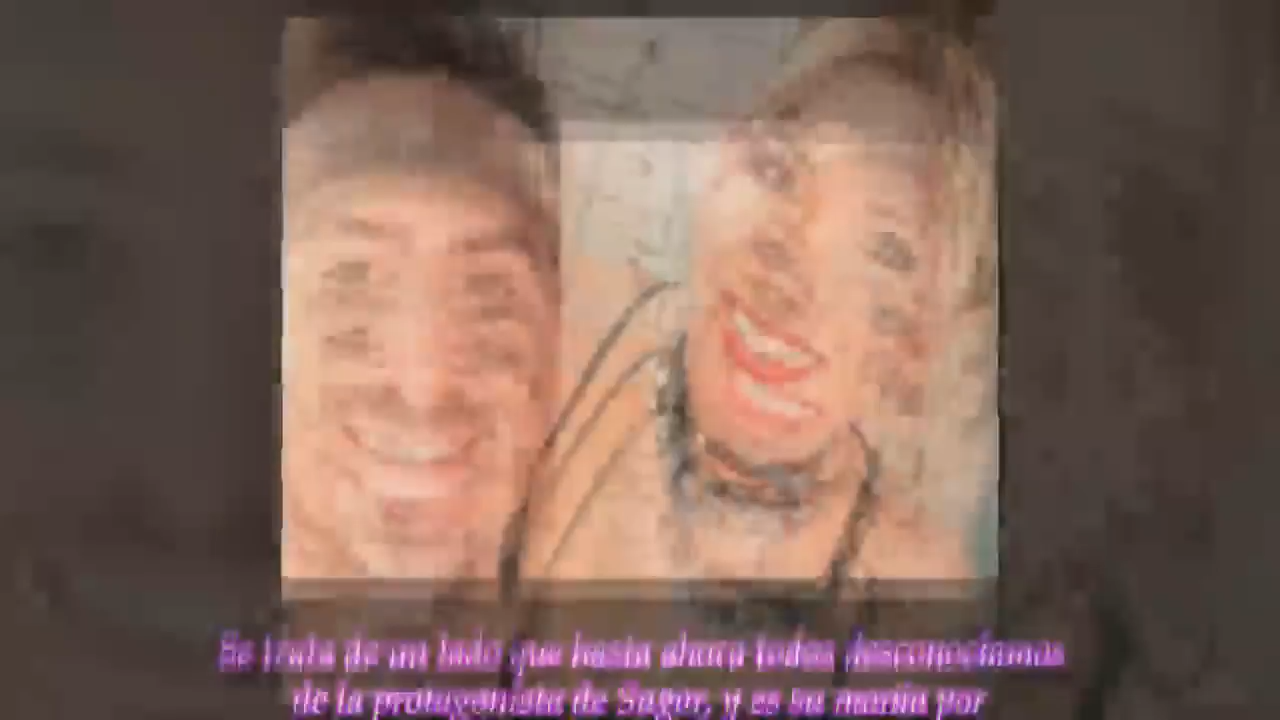 Se trata de un lado que hasta ahora todos desconocíamos
de la protagonista de Sugar, y es su manía por